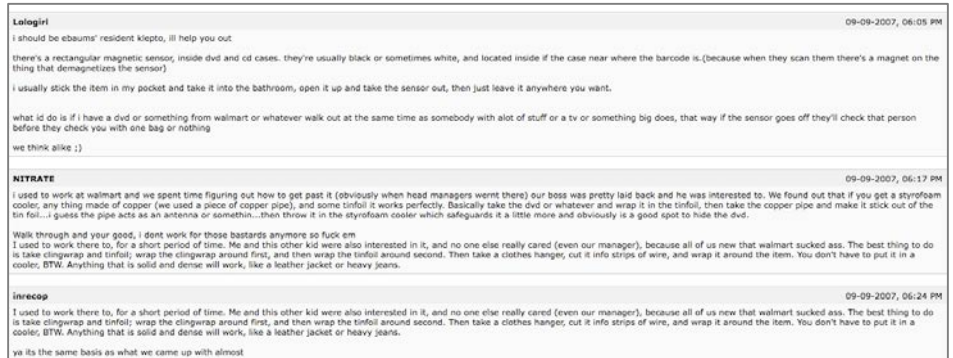 Lalagirl 09-09-2007, 06:05 PM
i should be ebaums' resident klepto, ill help you out
there's a rectangular magnetic sensor, inside dvd and cd cases. they're usually black or sometimes white, and located inside if the case near where the barcode is.(because when they scan them there's a magnet on the
thing that demagnetizes the sensor)
i usually stick the item in my pocket and take it into the bathroom, open it up and take the sensor out, then just leave it anywhere you want.
what id do is if i have a dvd or something from walmart or whatever walk out at the same time as somebody with alot of stuff or a tv or something big does, that way if the sensor goes off they'll check that person
before they check you with one bag or nothing
we think alike ;)
NITRATE 09-09-2007, 06:17 PM
i used to work at walmart and we spent time figuring out how to get past it (obviously when head managers wernt there) our boss was pretty laid back and he was interested to. We found out that if you get a styrofoam
cooler, any thing made of copper (we used a piece of copper pipe), and some tinfoil it works perfectly. Basically take the dvd or whatever and wrap it in the tinfoil, then take the copper pipe and make it stick out of the
tin foil...i guess the pipe acts as an antenna or somethin...then throw it in the styrofoam cooler which safeguards it a little more and obviously is a good spot to hide the dvd.
Walk through and your good, i dont work for those bastards anymore so fuck em
I used to work there to, for a short period of time. Me and this other kid were also interested in it, and no one else really cared (even our manager), because all of us new that walmart sucked ass. The best thing to do
is take clingwrap and tinfoil; wrap the clingwrap around first, and then wrap the tinfoil around second. Then take a clothes hanger, cut it info strips of wire, and wrap it around the item. You don't have to put it in a
cooler, BTW. Anything that is solid and dense will work, like a leather jacket or heavy jeans.
inrecop 09-09-2007, 06:24 PM
I used to work there to, for a short period of time. Me and this other kid were also interested in it, and no one else really cared (even our manager), because all of us new that walmart sucked ass. The best thing to do
is take clingwrap and tinfoil; wrap the clingwrap around first, and then wrap the tinfoil around second. Then take a clothes hanger, cut it info strips of wire, and wrap it around the item. You don't have to put it in a
cooler, BTW. Anything that is solid and dense will work, like a leather jacket or heavy jeans.
ya its the same basis as what we came up with almost